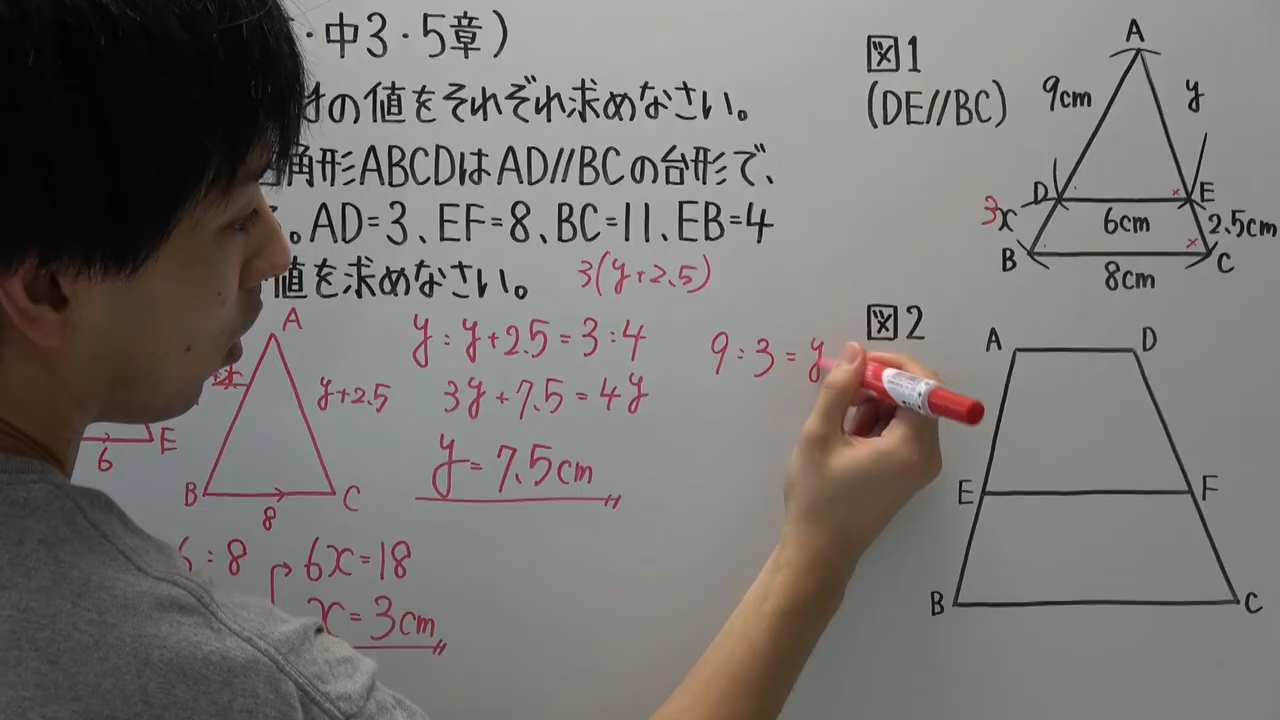 ・中3・5章)
の値をそれぞれ求めなさい。
角形ABCDはAD//BCの台形で、
。AD=3、EF=8、BC=11、EB=4
値を求めなさい。
3(y+2.5)
A
y+2.5
E
6
B
C
8
y:y+2.5=3:4
3y+7.5=4y
y=7.5cm
:8
6x=18
x=3cm
9:3=y
図1
(DE//BC)
A
9cm
y
D
E
3
x
6cm
2.5cm
B
C
8cm
図2
A
D
E
F
B
C